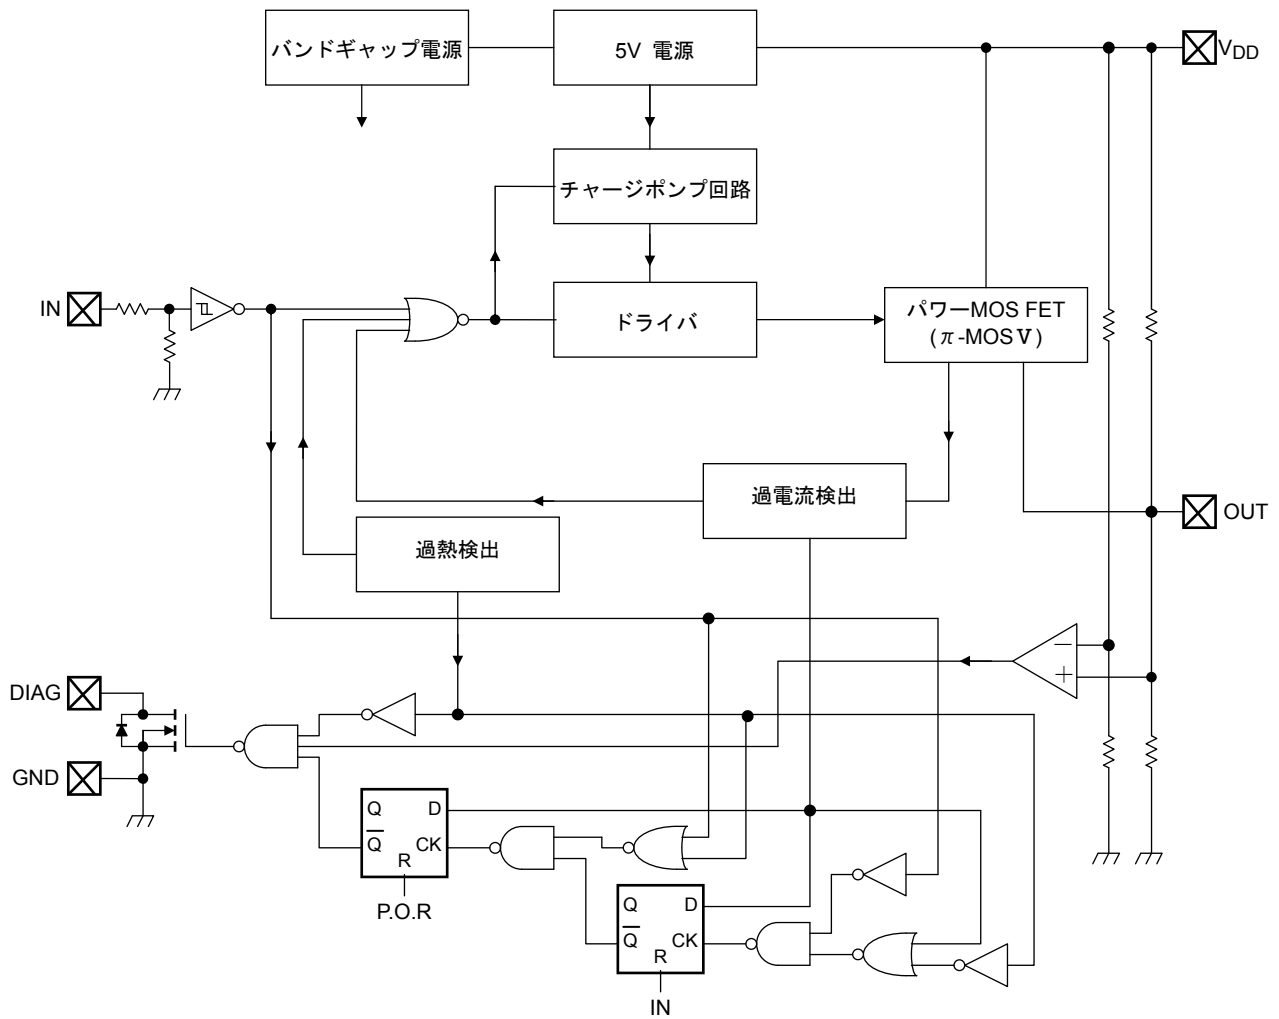 バンドギャップ電源
5V 電源
VDD
チャージポンプ回路
IN
ドライバ
パワーMOS FET
(π-MOSⅤ)
過電流検出
OUT
過熱検出
DIAG
GND
−
+
Q D
Q CK
R
P.O.R
Q D
Q CK
R
IN